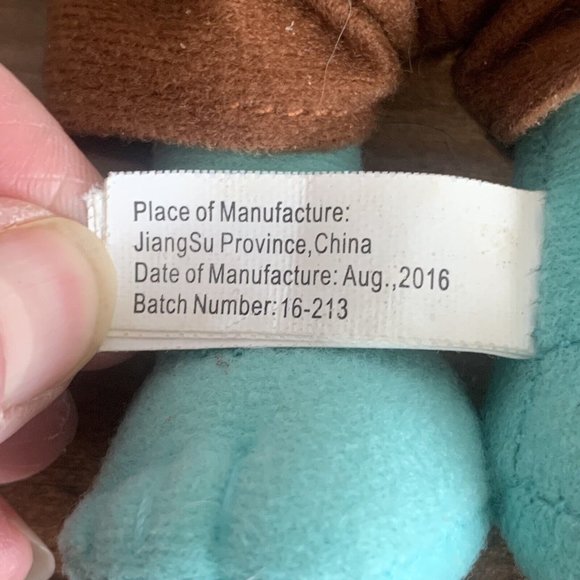 Place of Manufacture:
JiangSu Province,China
Date of Manufacture: Aug.,2016
Batch Number:16-213